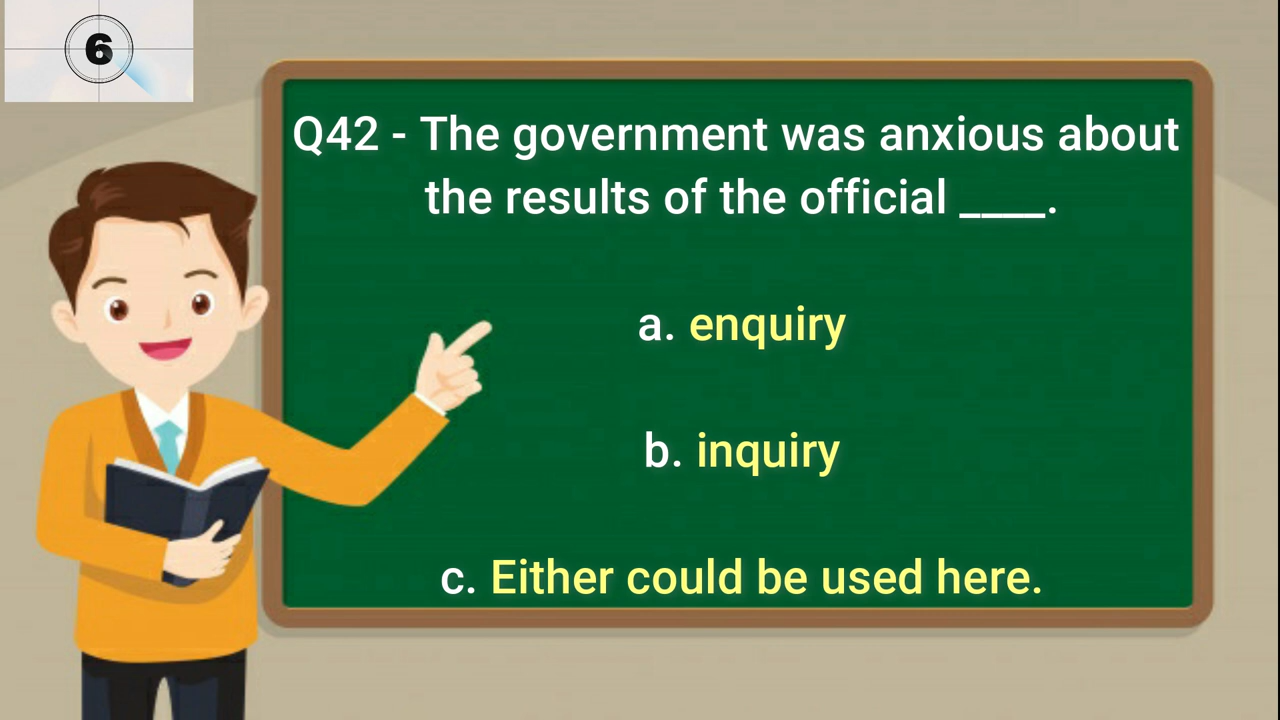 6
Q42 - The government was anxious about
the results of the official ____.
a. enquiry
b. inquiry
c. Either could be used here.